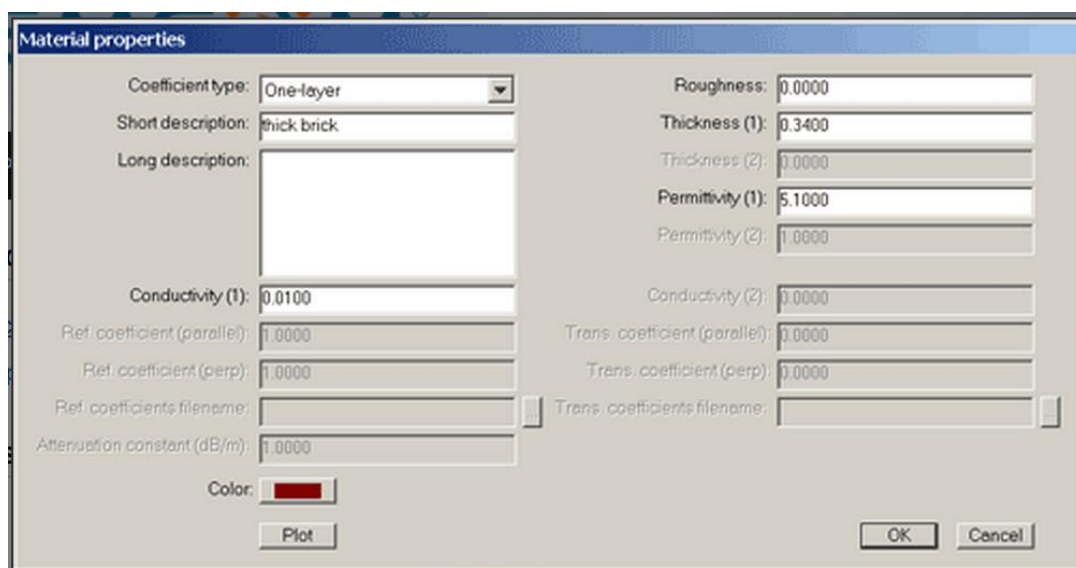 Material properties
Coefficient type: One-layer
Roughness: 0.0000
Short description: thick brick
Thickness (1): 0.3400
Long description:
Thickness (2): 0.0000
Permittivity (1): 5.1000
Permittivity (2): 1.0000
Conductivity (1): 0.0100
Conductivity (2): 0.0000
Ref. coefficient (parallel): 1.0000
Trans. coefficient (parallel): 0.0000
Ref. coefficient (perp): 1.0000
Trans. coefficient (perp): 0.0000
Ref. coefficients filename: ...
Trans. coefficients filename: ...
Attenuation constant (dB/m): 1.0000
Color:
Plot
OK
Cancel